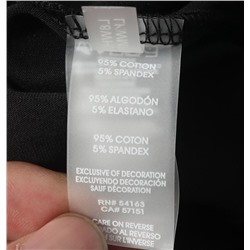 95% COTTON
5% SPANDEX
95% ALGODÓN
5% ELASTANO
95% COTON
5% SPANDEX
EXCLUSIVE OF DECORATION
EXCLUYENDO DECORACIÓN
SAUF DÉCORATION
RN# 54163
CA# 57151
CARE ON REVERSE
AL REVERSO
L'INVERSE